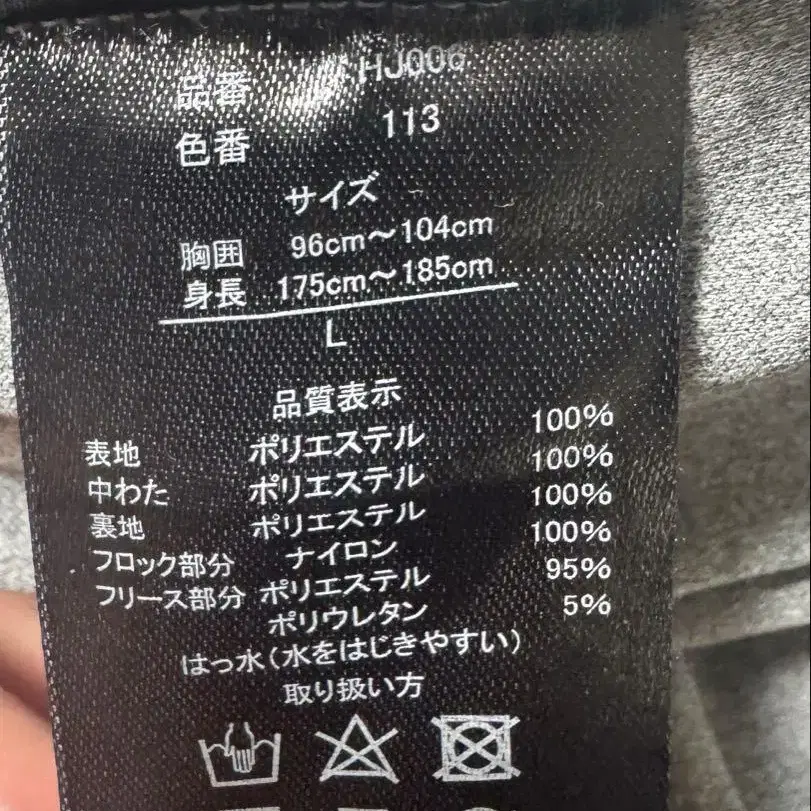 品番 HJ006
色番 113
サイズ
胸囲 96cm～104cm
身長 175cm～185cm
L
品質表示
表地 ポリエステル 100%
中わた ポリエステル 100%
裏地 ポリエステル 100%
フロック部分 ナイロン 100%
フリース部分 ポリエステル 95%
ポリウレタン 5%
はっ水（水をはじきやすい）
取り扱い方